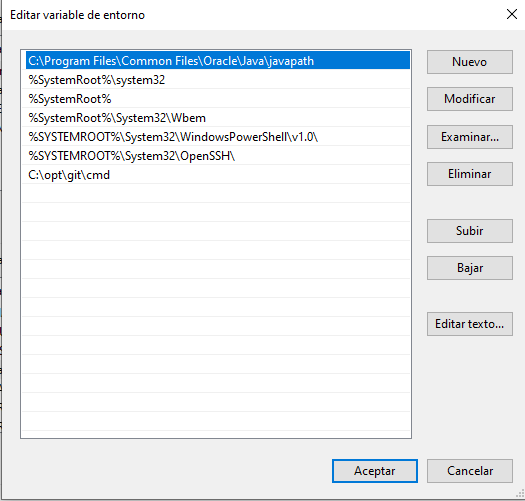 Editar variable de entorno
C:\Program Files\Common Files\Oracle\Java\javapath
%SystemRoot%\system32
%SystemRoot%
%SystemRoot%\System32\Wbem
%SYSTEMROOT%\System32\WindowsPowerShell\v1.0\
%SYSTEMROOT%\System32\OpenSSH\
C:\opt\git\cmd
Nuevo
Modificar
Examinar...
Eliminar
Subir
Bajar
Editar texto...
Aceptar
Cancelar